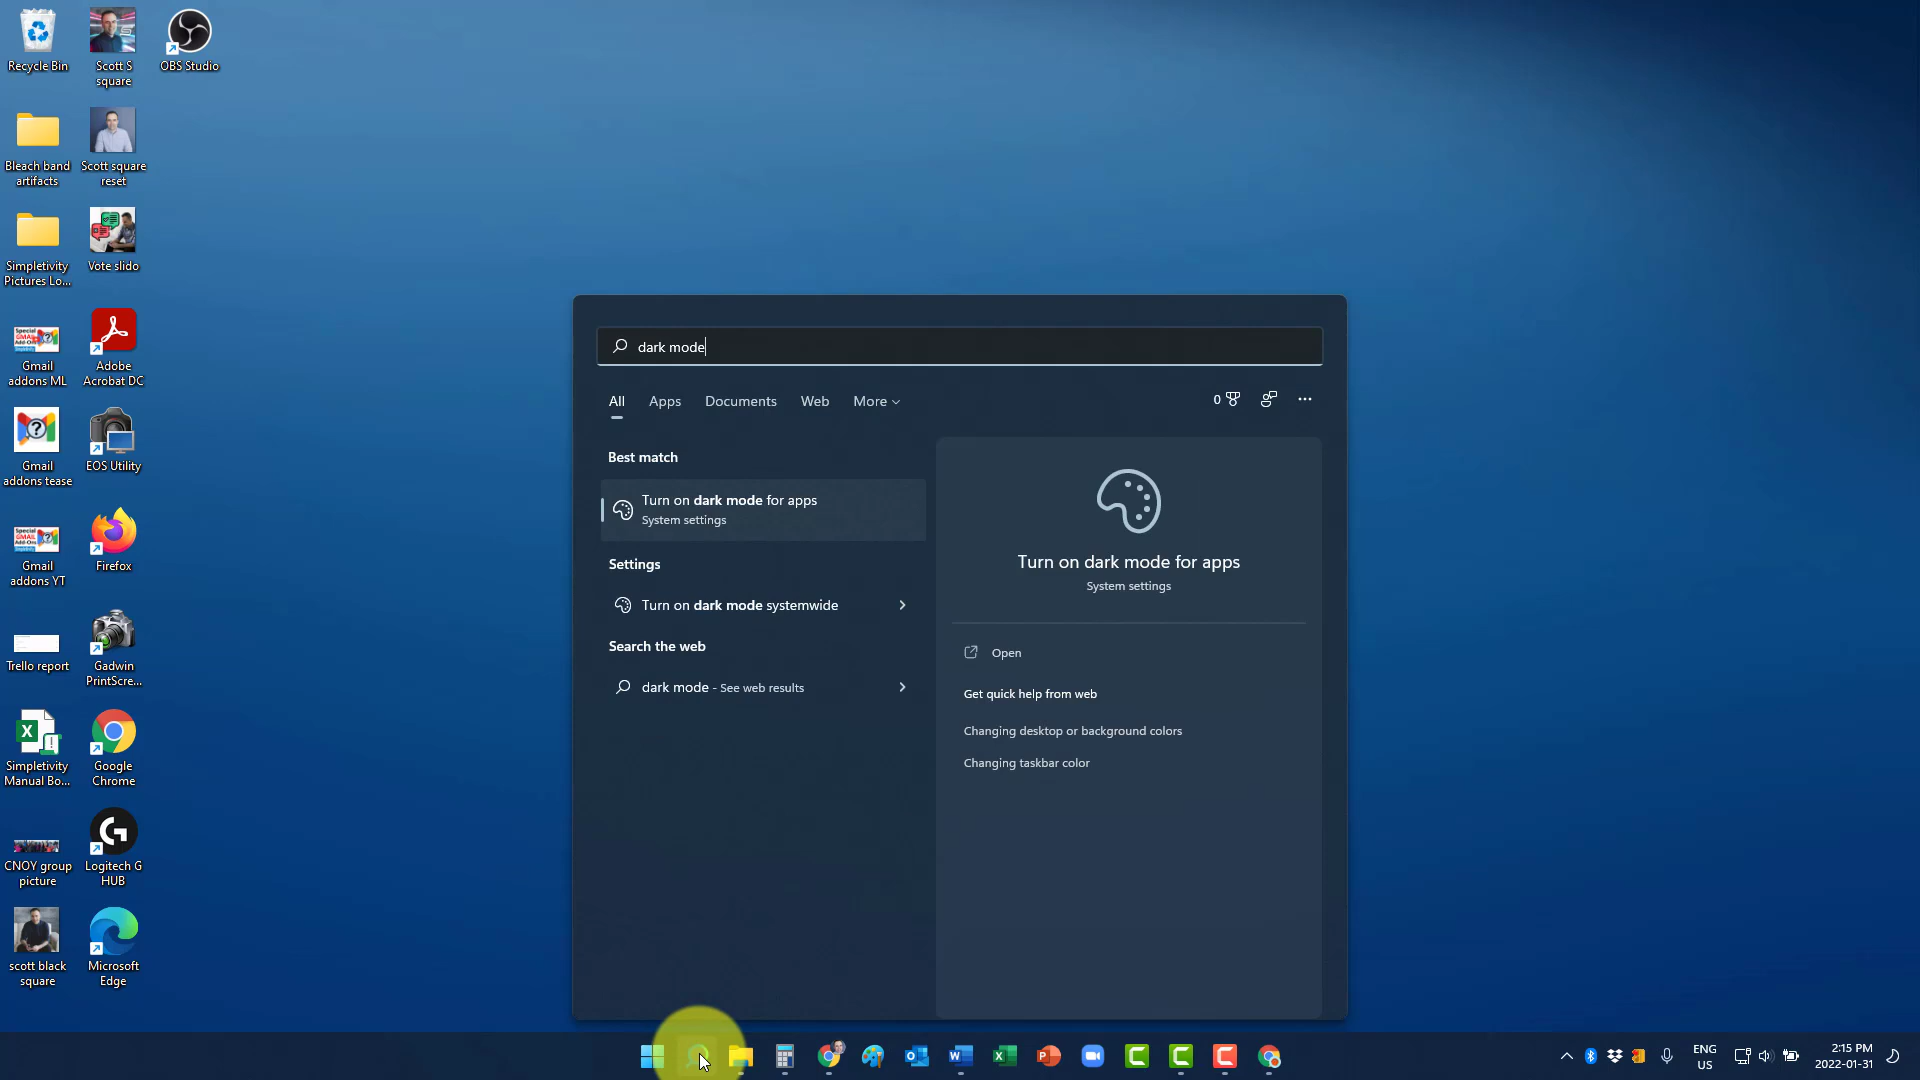 Recycle Bin
Scott S
square
OBS Studio
Bleach band
artifacts
Scott square
reset
Simpletivity
Pictures Lo...
Vote slido
Gmail
addons ML
Adobe
Acrobat DC
Gmail
addons tease
EOS Utility
Gmail
addons YT
Firefox
Trello report
Gadwin
PrintScre...
Simpletivity
Manual Bo...
Google
Chrome
CNOY group
picture
Logitech G
HUB
scott black
square
Microsoft
Edge
dark mode
All
Apps
Documents
Web
More
0
Best match
Turn on dark mode for apps
System settings
Settings
Turn on dark mode systemwide
Search the web
dark mode - See web results
Turn on dark mode for apps
System settings
Open
Get quick help from web
Changing desktop or background colors
Changing taskbar color
ENG
US
2:15 PM
2022-01-31